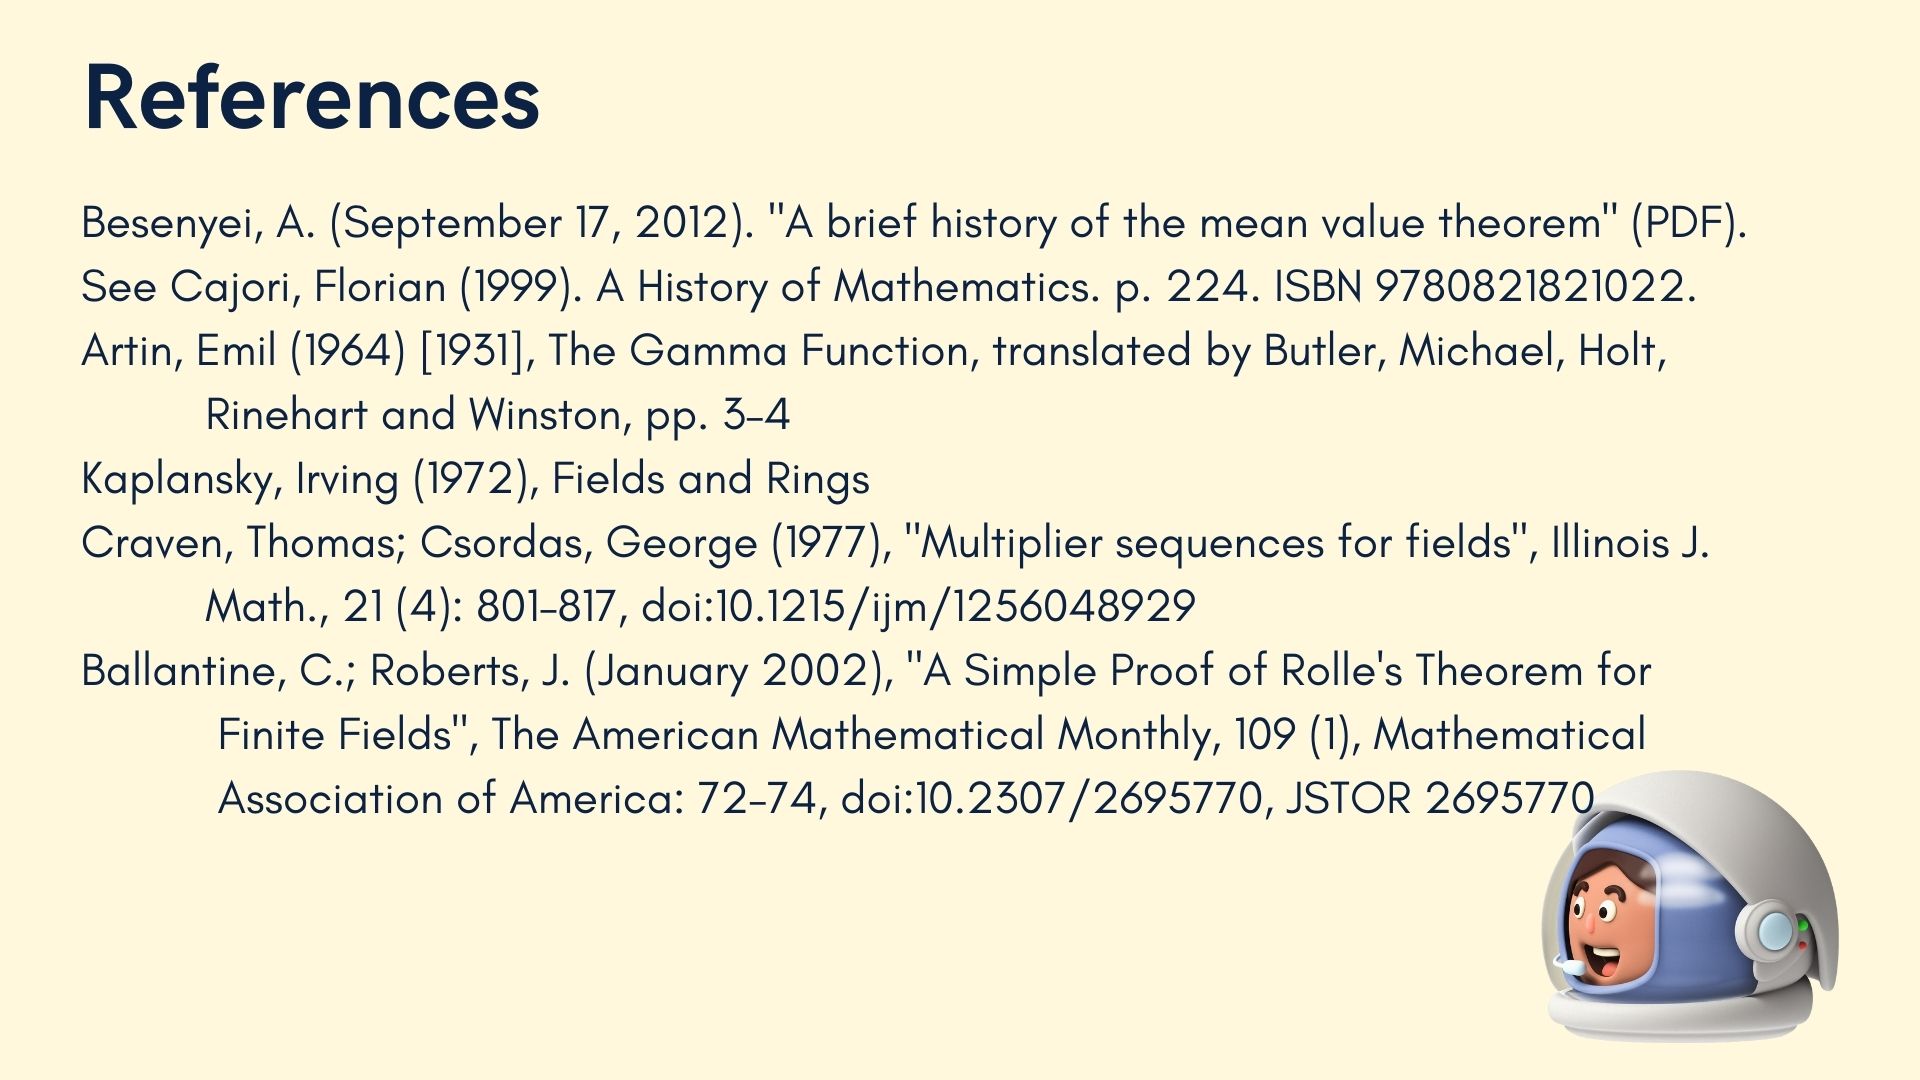 References
Besenyei, A. (September 17, 2012). "A brief history of the mean value theorem" (PDF).
See Cajori, Florian (1999). A History of Mathematics. p. 224. ISBN 9780821821022.
Artin, Emil (1964) [1931], The Gamma Function, translated by Butler, Michael, Holt,
Rinehart and Winston, pp. 3–4
Kaplansky, Irving (1972), Fields and Rings
Craven, Thomas; Csordas, George (1977), "Multiplier sequences for fields", Illinois J.
Math., 21 (4): 801–817, doi:10.1215/ijm/1256048929
Ballantine, C.; Roberts, J. (January 2002), "A Simple Proof of Rolle's Theorem for
Finite Fields", The American Mathematical Monthly, 109 (1), Mathematical
Association of America: 72–74, doi:10.2307/2695770, JSTOR 2695770